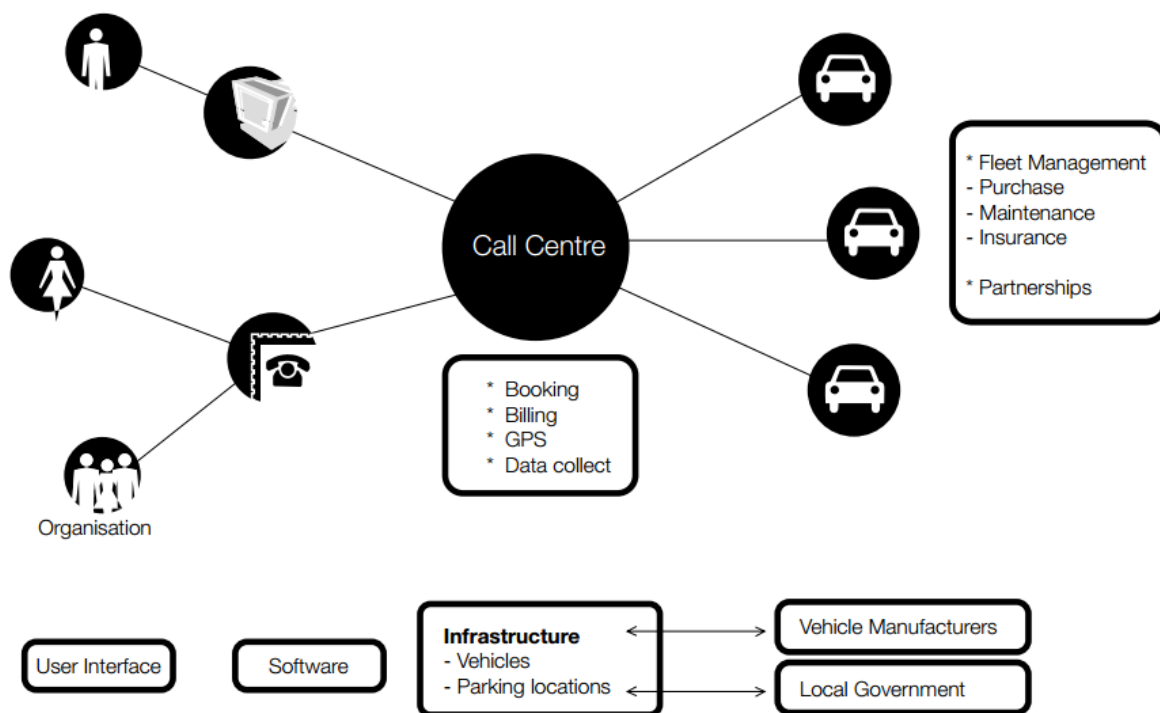 Call Centre
* Fleet Management
- Purchase
- Maintenance
- Insurance
* Partnerships
* Booking
* Billing
* GPS
* Data collect
Organisation
User Interface
Software
Infrastructure
- Vehicles
- Parking locations
Vehicle Manufacturers
Local Government